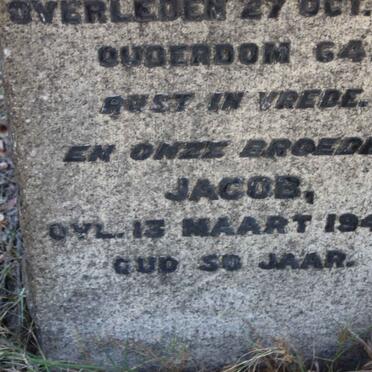 OVERLEDEN 27 OCT.
OUDERDOM 64
RUST IN VREDE.
EN ONZE BROEDE
JACOB,
OVL. 13 MAART 194
OUD 50 JAAR.